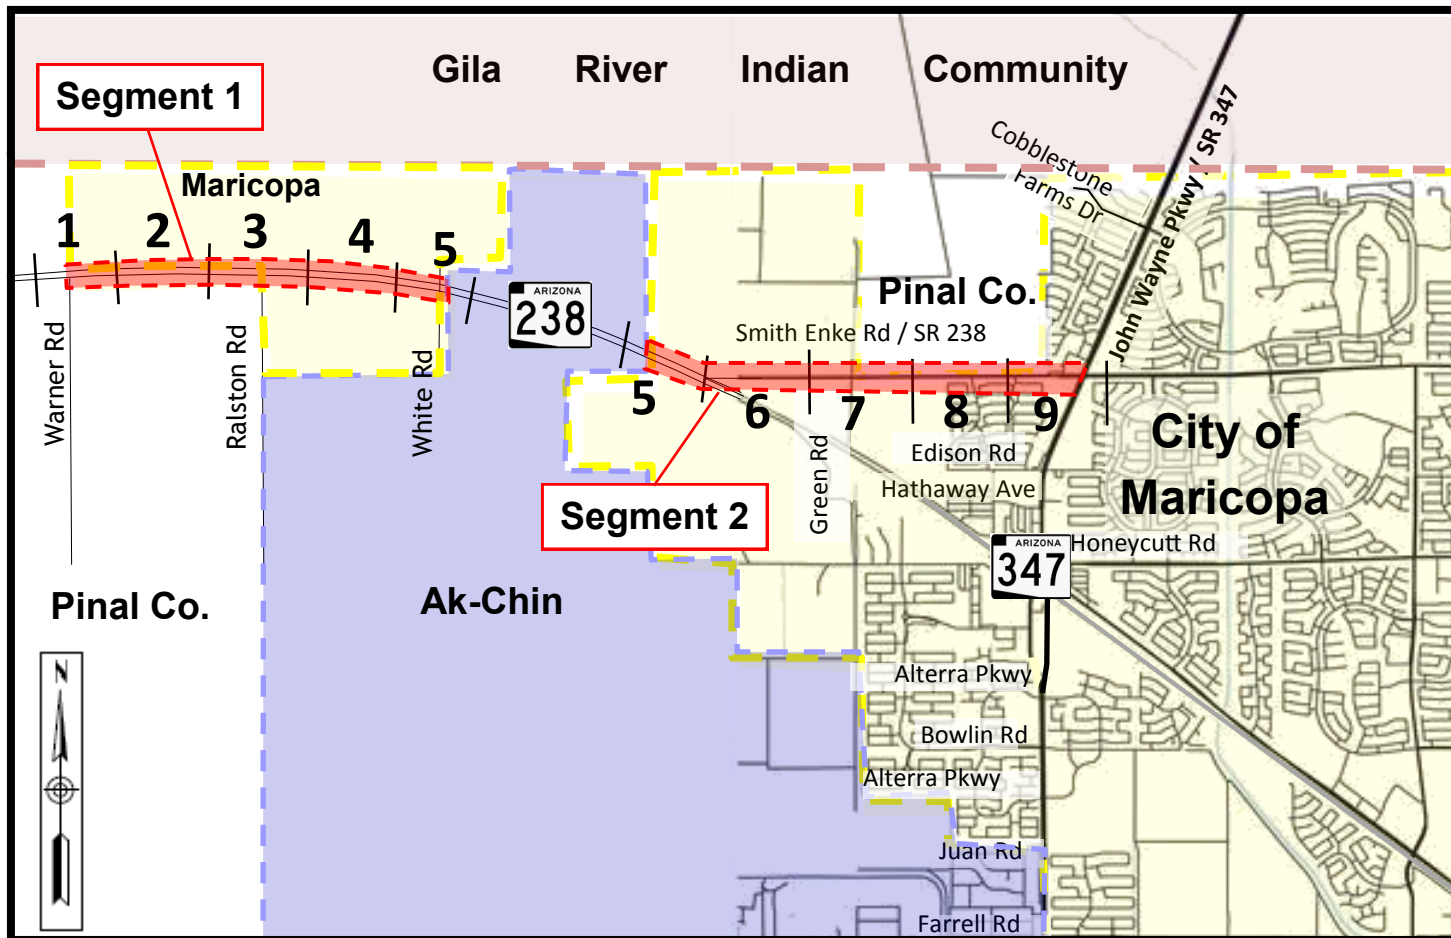 Gila River Indian Community
Segment 1
Cobblestone
Farms Dr
John Wayne Pkwy / SR 347
Maricopa
1 2 3 4 5
ARIZONA
238
Pinal Co.
Smith Enke Rd / SR 238
Warner Rd
Ralston Rd
White Rd
5 6 7 8 9
Green Rd
Edison Rd
Hathaway Ave
City of
Maricopa
Segment 2
ARIZONA
347
Honeycutt Rd
Pinal Co.
Ak-Chin
N
Alterra Pkwy
Bowlin Rd
Alterra Pkwy
Juan Rd
Farrell Rd